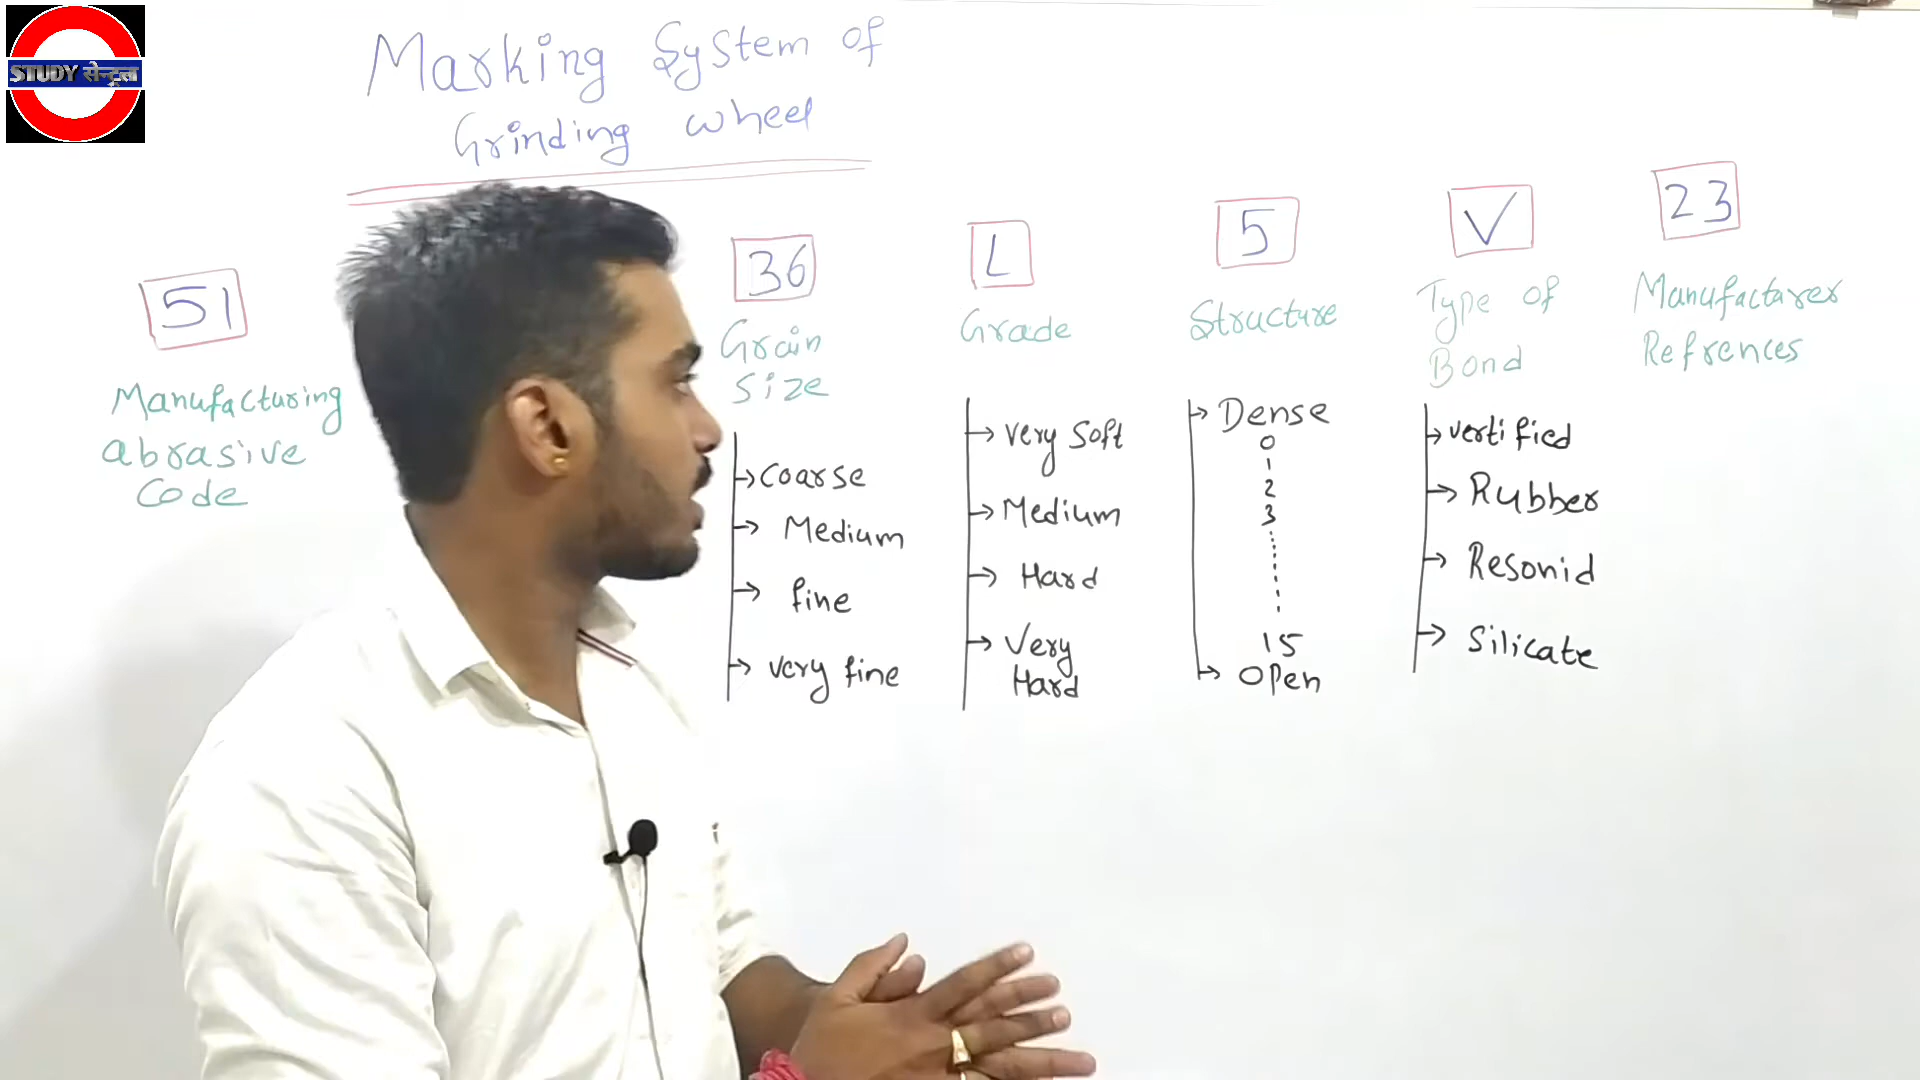 STUDY सेन्ट्रल
Marking System of
Grinding wheel
51
Manufacturing
abrasive
Code
36
Grain
Size
Coarse
Medium
fine
very fine
L
Grade
very Soft
Medium
Hard
Very
Hard
5
Structure
Dense
0
1
2
3
15
Open
V
Type of
Bond
vertified
Rubber
Resonid
Silicate
23
Manufacturer
Refrences